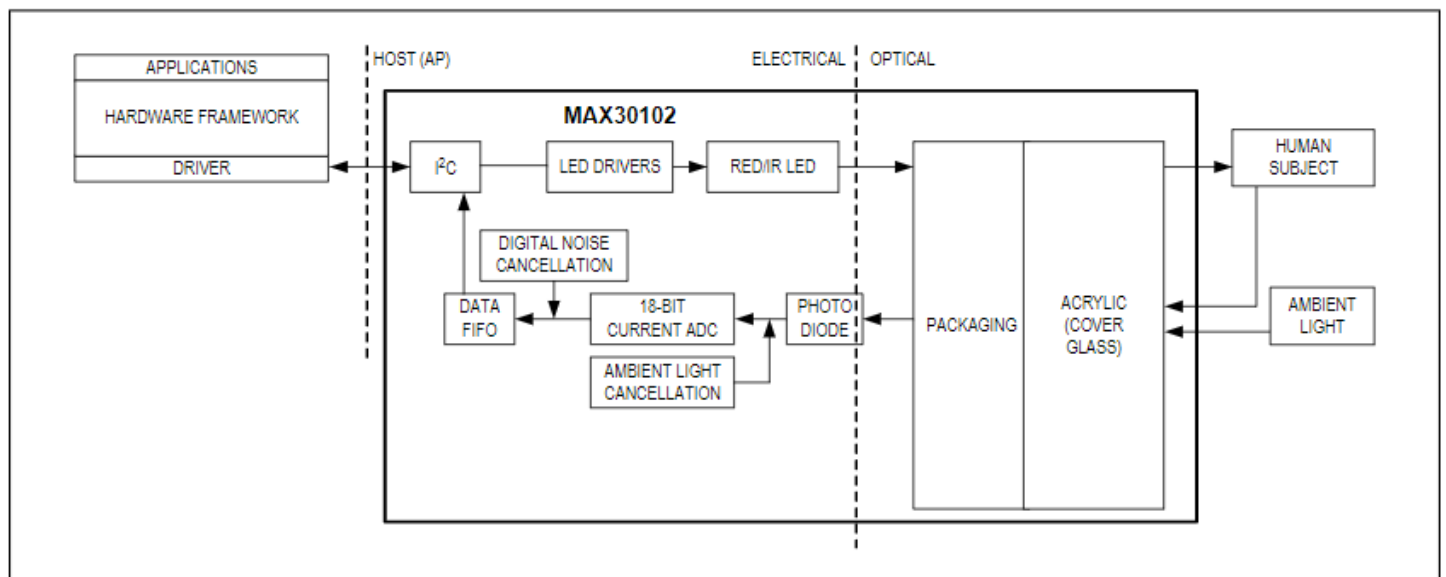 HOST (AP)
ELECTRICAL
OPTICAL
APPLICATIONS
HARDWARE FRAMEWORK
DRIVER
MAX30102
I²C
LED DRIVERS
RED/IR LED
HUMAN
SUBJECT
DIGITAL NOISE
CANCELLATION
DATA
FIFO
18-BIT
CURRENT ADC
PHOTO
DIODE
PACKAGING
ACRYLIC
(COVER
GLASS)
AMBIENT
LIGHT
AMBIENT LIGHT
CANCELLATION